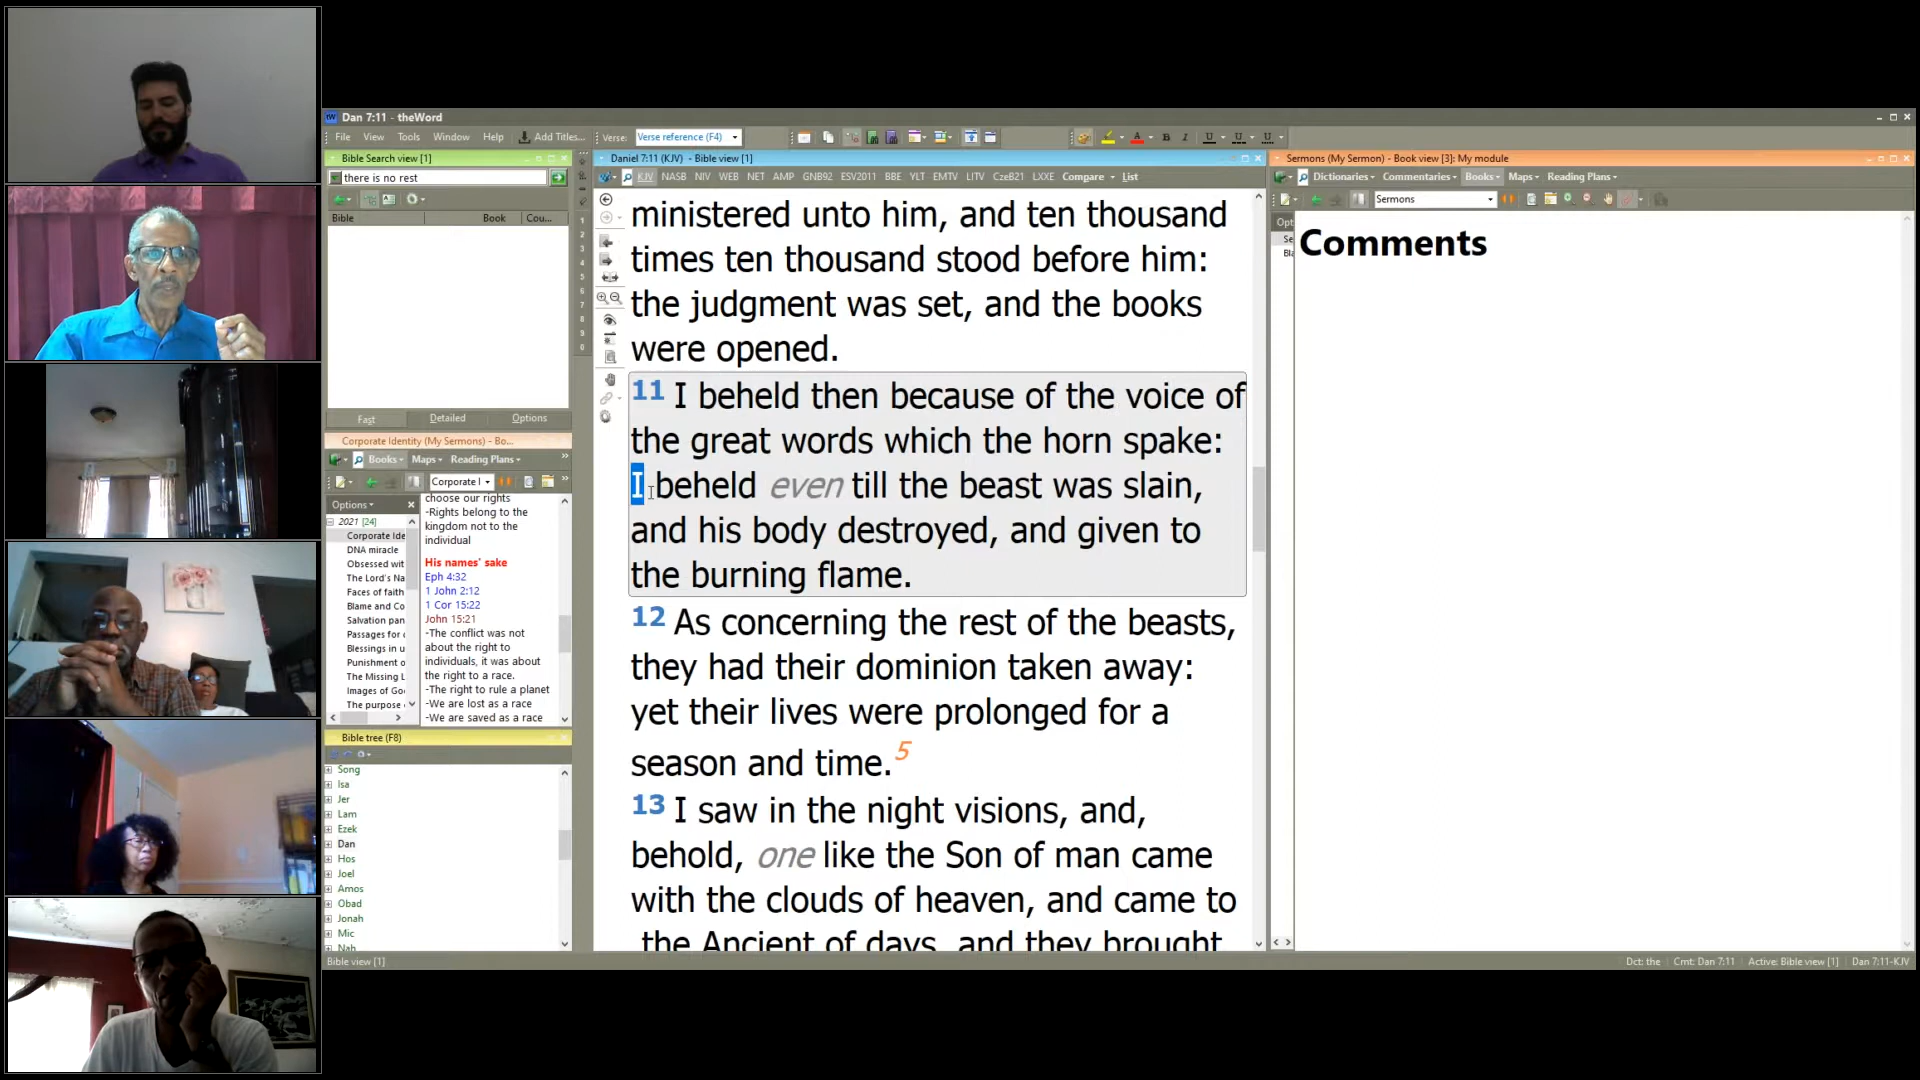 Dan 7:11 - theWord
File View Tools Window Help Add Titles...
Verse: Verse reference (F4)
B I U U U
Bible Search view [1]
there is no rest
Bible Book Cou...
Fast Detailed Options
Corporate Identity (My Sermons) - Bo...
Books Maps Reading Plans
Corporate I
Options
2021 [24]
Corporate Ide
DNA miracle
Obsessed wit
The Lord's Na
Faces of faith
Blame and Co
Salvation pan
Passages for
Blessings in u
Punishment o
The Missing L
Images of Go
The purpose
choose our rights
-Rights belong to the
kingdom not to the
individual
His names' sake
Eph 4:32
1 John 2:12
1 Cor 15:22
John 15:21
-The conflict was not
about the right to
individuals, it was about
the right to a race.
-The right to rule a planet
-We are lost as a race
-We are saved as a race
Bible tree (F8)
Song
Isa
Jer
Lam
Ezek
Dan
Hos
Joel
Amos
Obad
Jonah
Mic
Nah
Daniel 7:11 (KJV) - Bible view [1]
KJV NASB NIV WEB NET AMP GNB92 ESV2011 BBE YLT EMTV LITV CzeB21 LXXE Compare List
ministered unto him, and ten thousand
times ten thousand stood before him:
the judgment was set, and the books
were opened.
11 I beheld then because of the voice of
the great words which the horn spake:
I beheld even till the beast was slain,
and his body destroyed, and given to
the burning flame.
12 As concerning the rest of the beasts,
they had their dominion taken away:
yet their lives were prolonged for a
season and time.5
13 I saw in the night visions, and,
behold, one like the Son of man came
with the clouds of heaven, and came to
the Ancient of days, and they brought
Sermons (My Sermon) - Book view [3]: My module
Dictionaries Commentaries Books Maps Reading Plans
Sermons
Opt
Se
Bla
Comments
Bible view [1]
Dct: the Cmt: Dan 7:11 Active: Bible view [1] Dan 7:11-KJV